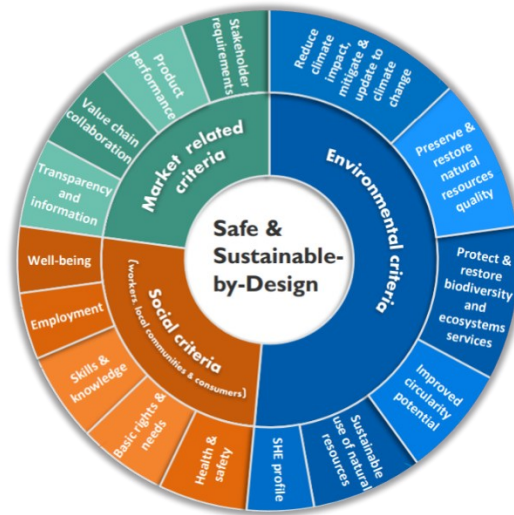 Safe &
Sustainable-
by-Design
Environmental criteria
Reduce
climate
impact,
mitigate &
update to
climate
change
Preserve &
restore
natural
resources
quality
Protect &
restore
biodiversity
and
ecosystems
services
Improved
circularity
potential
Sustainable
use of natural
resources
SHE profile
Social criteria
(workers, local communities & consumers)
Health &
safety
Basic rights &
needs
Skills &
knowledge
Employment
Well-being
Market related
criteria
Transparency
and
information
Value chain
collaboration
Product
performance
Stakeholder
requirements